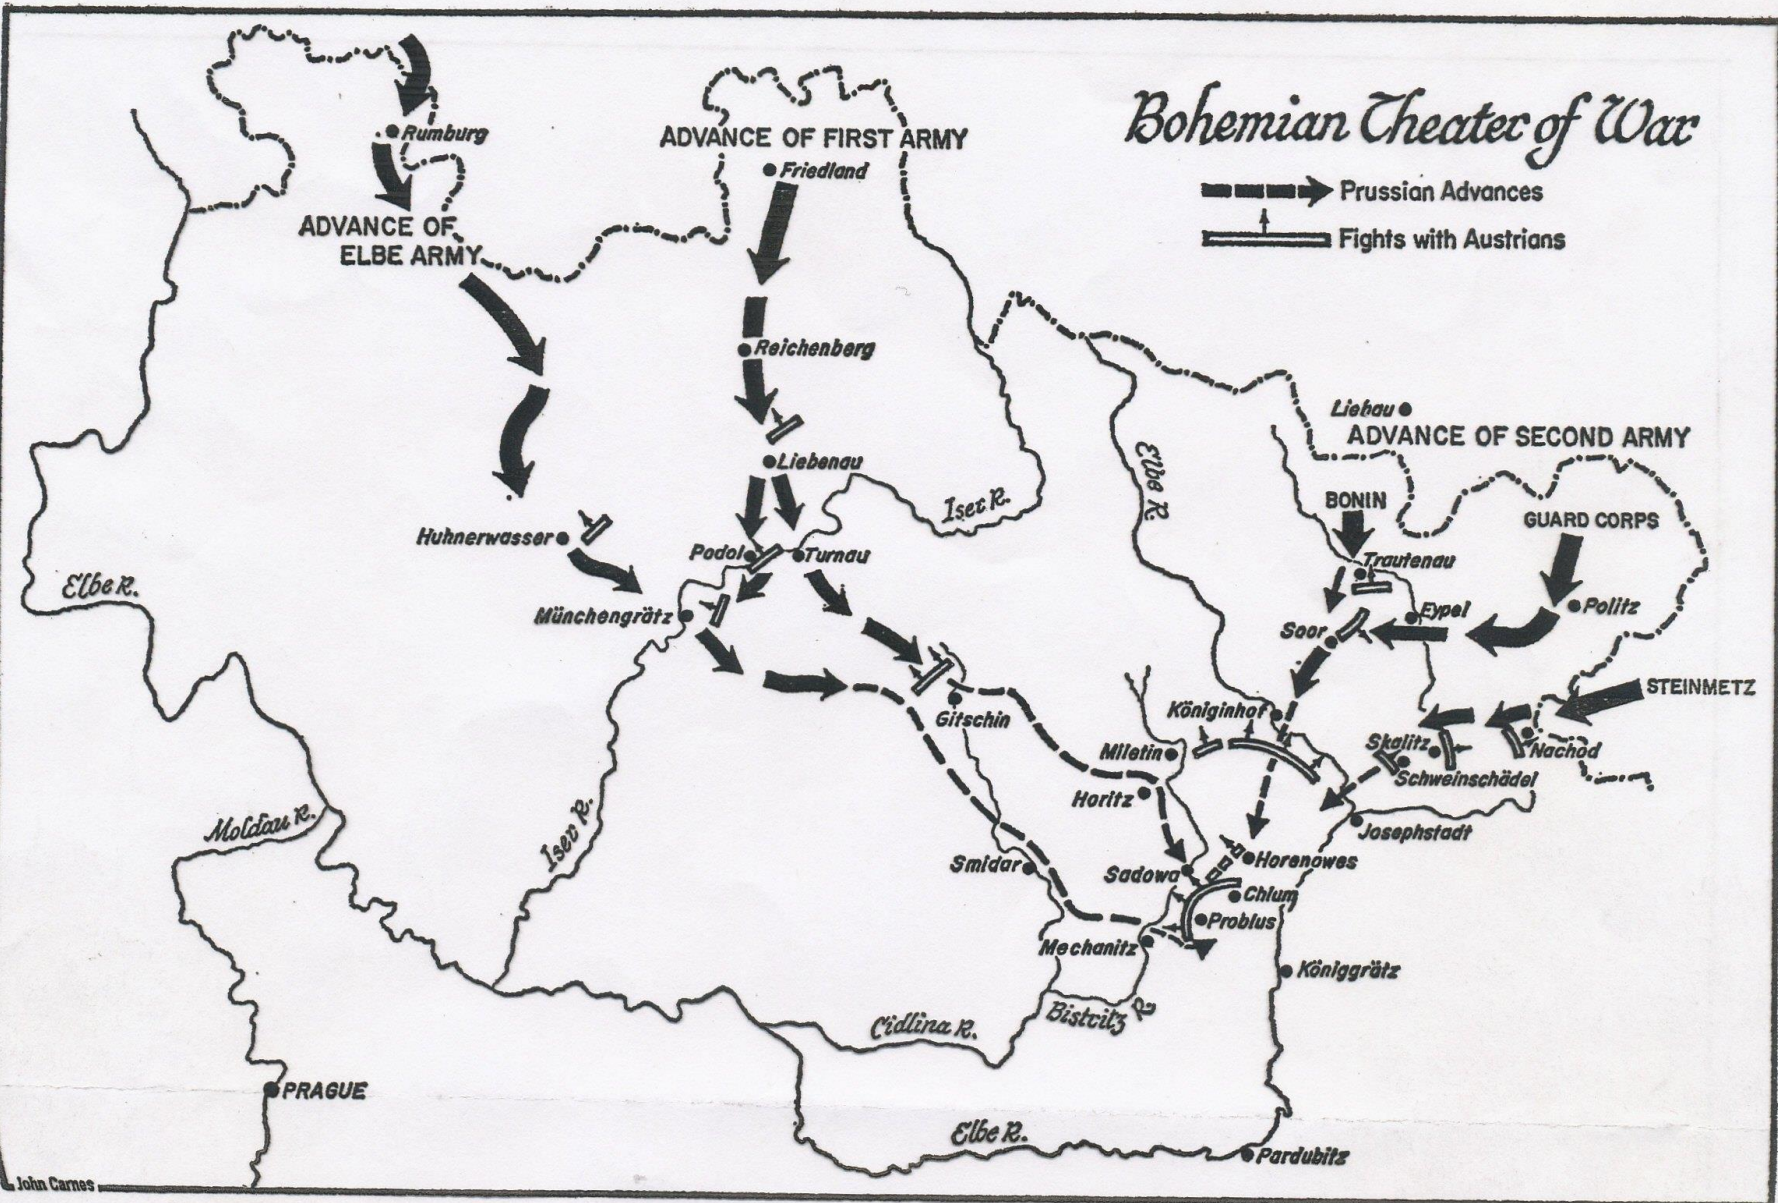 Bohemian Theater of War
Prussian Advances
Fights with Austrians
Rumburg
ADVANCE OF
ELBE ARMY
ADVANCE OF FIRST ARMY
Friedland
Reichenberg
Liebenau
Iser R.
Huhnerwasser
Podol
Turnau
Münchengrätz
Elbe R.
Elbe R.
Liebau
ADVANCE OF SECOND ARMY
BONIN
GUARD CORPS
Trautenau
Eypel
Politz
Soor
STEINMETZ
Königinhof
Gitschin
Miletin
Skalitz
Nachod
Schweinschädel
Horitz
Josephstadt
Moldau R.
Iser R.
Smidar
Sadowa
Horenowes
Chlum
Problus
Mechanitz
Königgrätz
Bistritz R.
Cidlina R.
PRAGUE
Elbe R.
Pardubitz
John Carnes